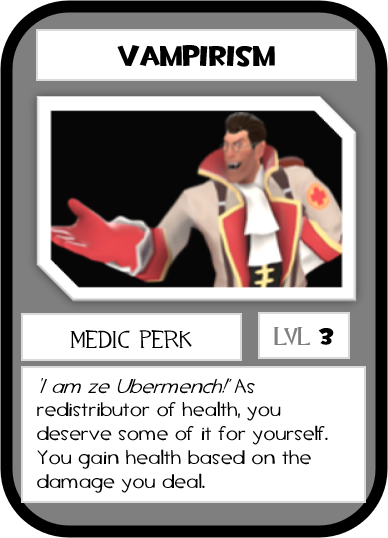 VAMPIRISM
MEDIC PERK
LVL 3
'I am ze Ubermench!' As
redistributor of health, you
deserve some of it for yourself.
You gain health based on the
damage you deal.